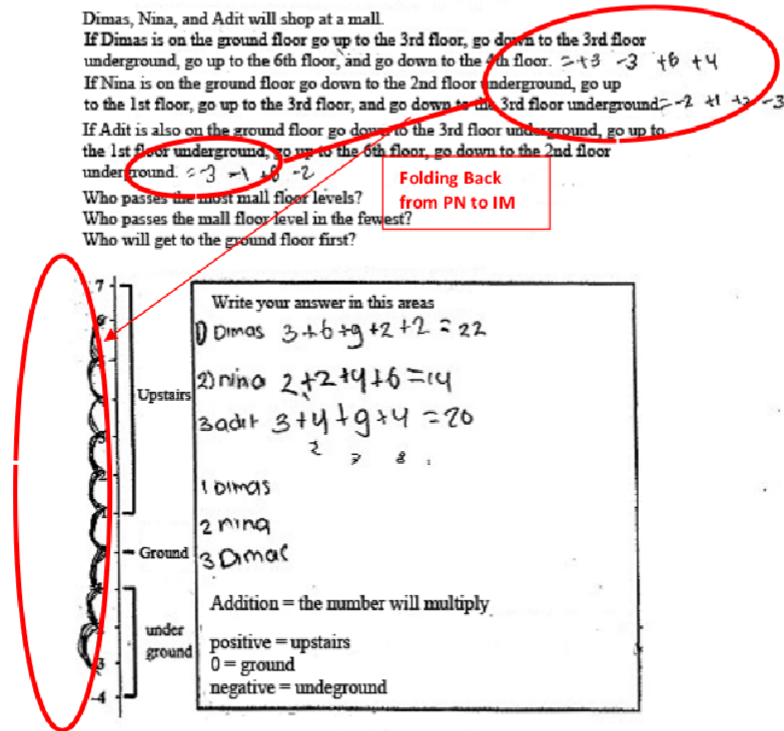 Dimas, Nina, and Adit will shop at a mall.
If Dimas is on the ground floor go up to the 3rd floor, go down to the 3rd floor
underground, go up to the 6th floor, and go down to the 4th floor. = +3 -3 +6 +4
If Nina is on the ground floor go down to the 2nd floor underground, go up
to the 1st floor, go up to the 3rd floor, and go down to the 3rd floor underground = -2 +1 +3 -3
If Adit is also on the ground floor go down to the 3rd floor underground, go up to
the 1st floor underground, go up to the 6th floor, go down to the 2nd floor
underground. = -3 -1 +6 -2
Who passes the most mall floor levels?
Who passes the mall floor level in the fewest?
Who will get to the ground floor first?
Folding Back
from PN to IM
7
Upstairs
Ground
under
ground
-4
Write your answer in this areas
1) Dimas 3+6+9+2+2 = 22
2) nina 2+2+4+6 = 14
3 adit 3+4+9+4 = 20
2
8
1 Dimas
2 nina
3 Dimas
Addition = the number will multiply
positive = upstairs
0 = ground
negative = undeground